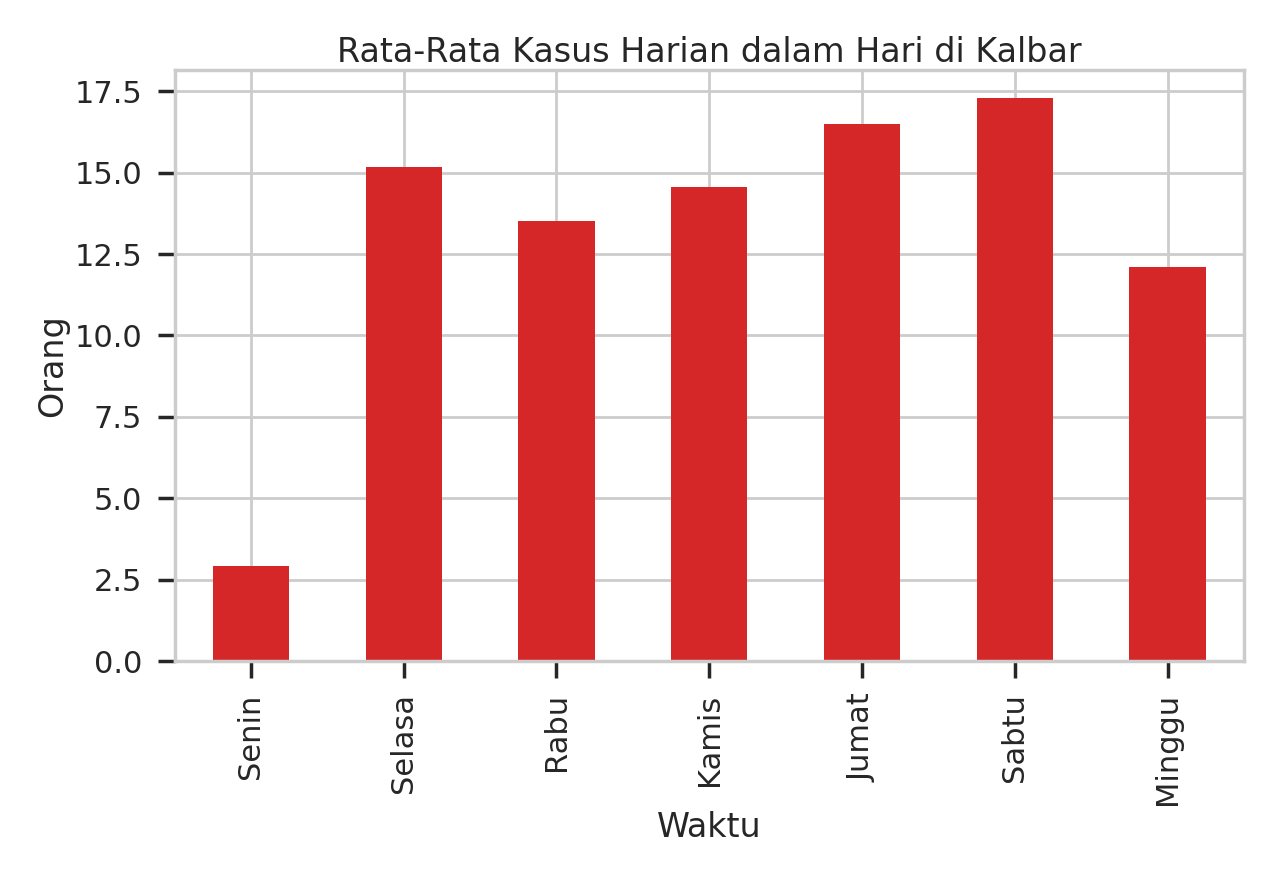 Rata-Rata Kasus Harian dalam Hari di Kalbar
17.5
15.0
12.5
10.0
7.5
5.0
2.5
0.0
Orang
Senin
Selasa
Rabu
Kamis
Jumat
Sabtu
Minggu
Waktu